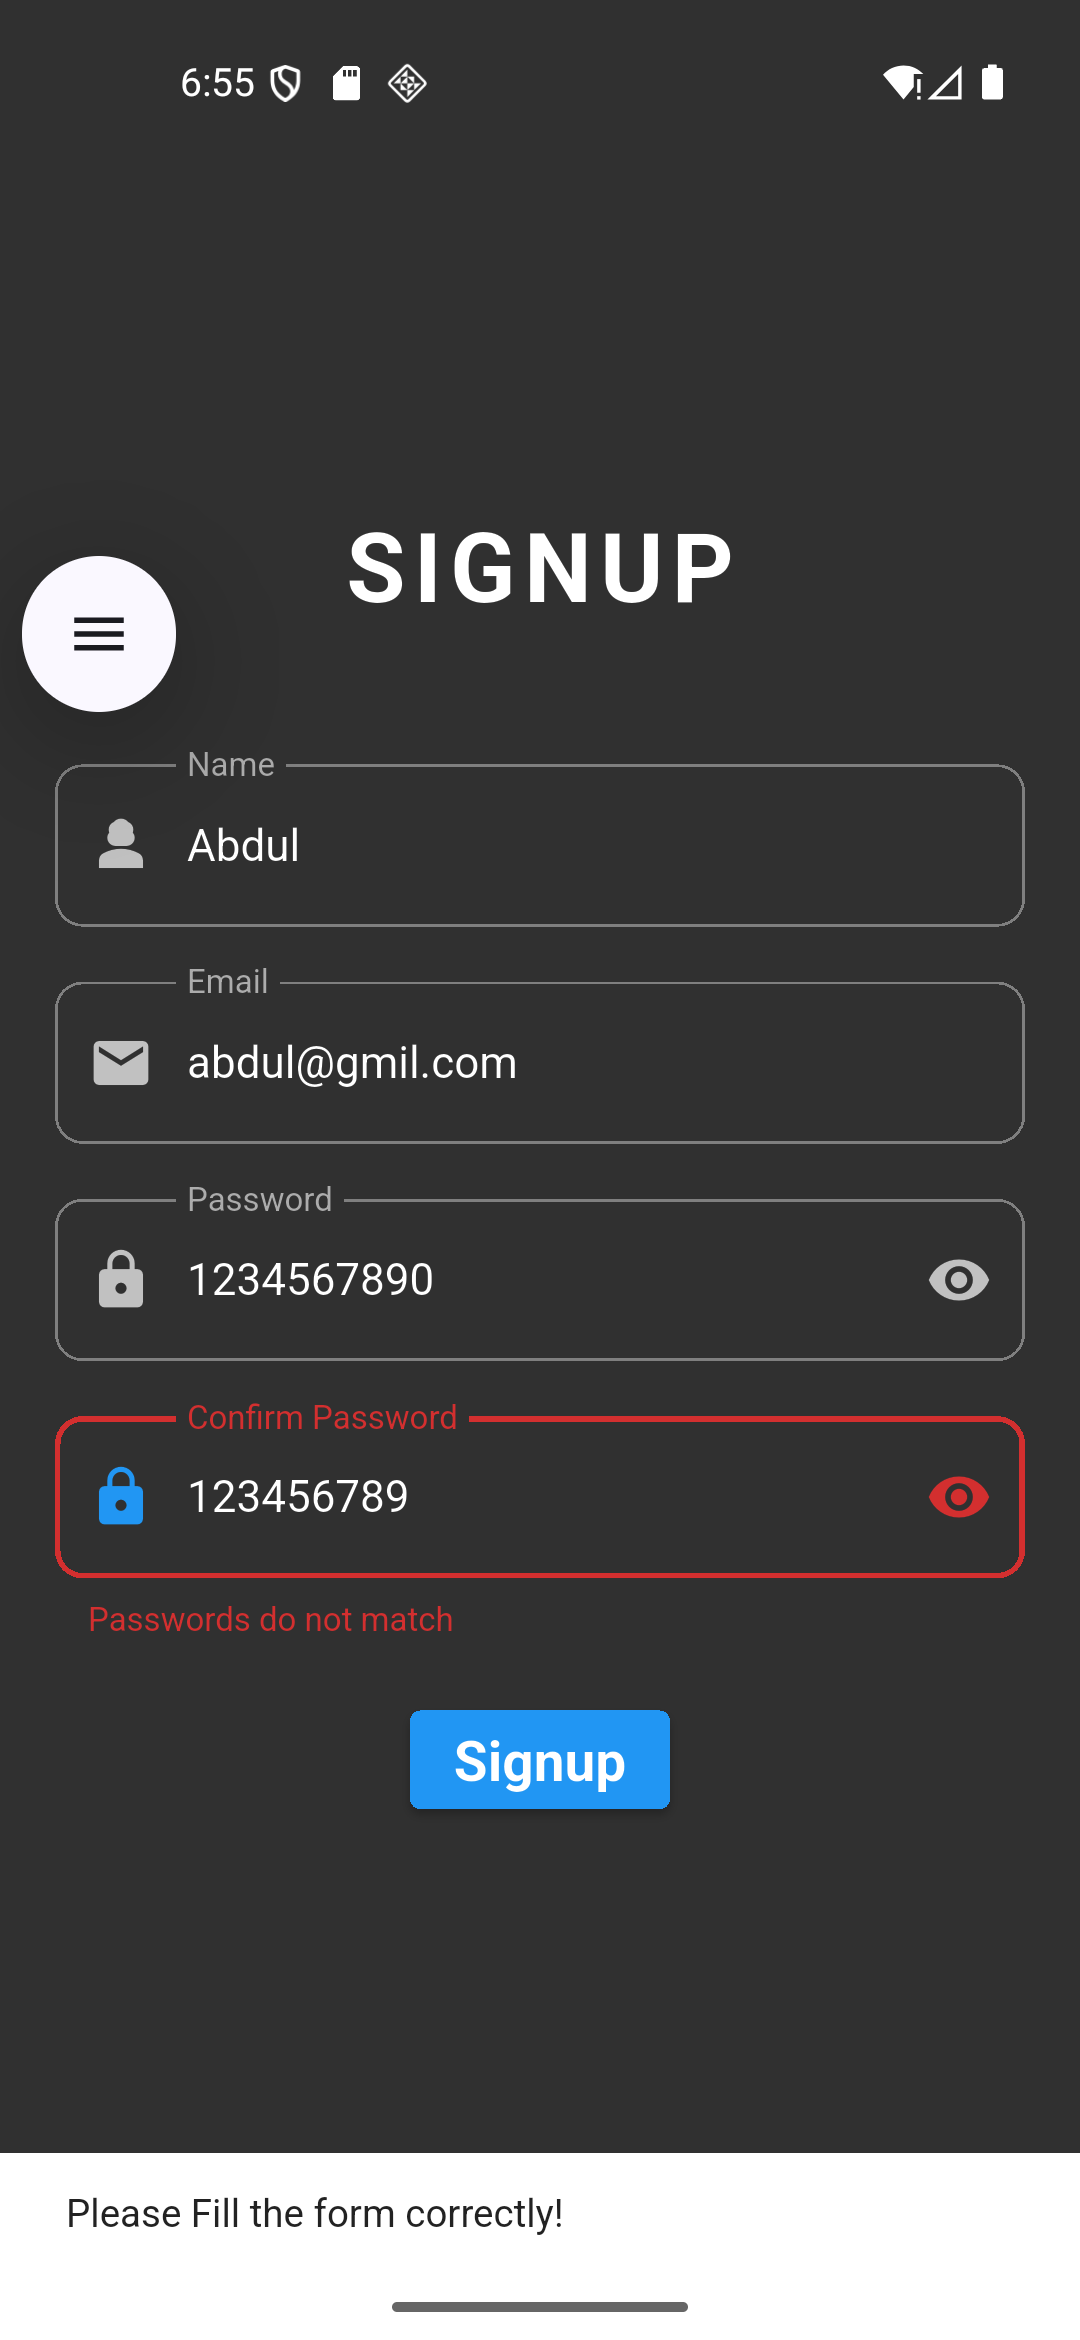 6:55
SIGNUP
Name
Abdul
Email
abdul@gmil.com
Password
1234567890
Confirm Password
123456789
Passwords do not match
Signup
Please Fill the form correctly!